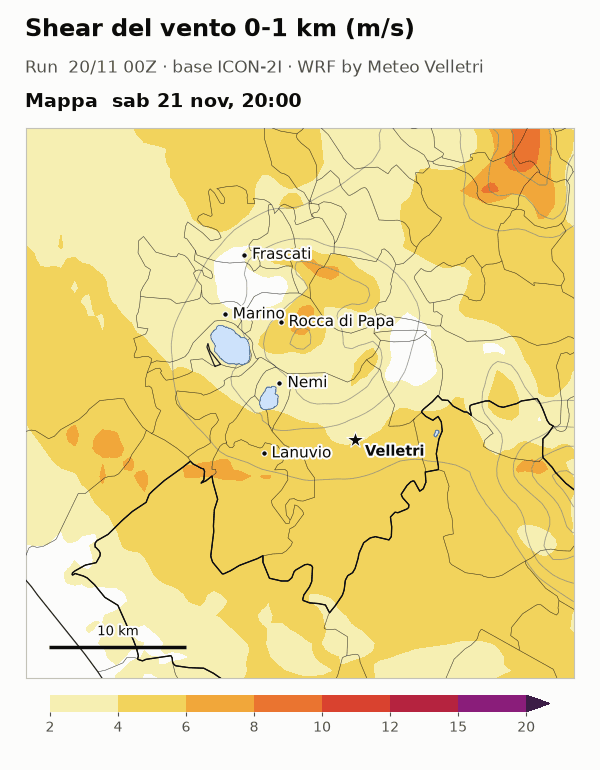 Shear del vento 0-1 km (m/s)
Run  20/11 00Z · base ICON-2I · WRF by Meteo Velletri
Mappa  sab 21 nov, 20:00
Frascati
Marino
Rocca di Papa
Nemi
Velletri
Lanuvio
10 km
2 4 6 8 10 12 15 20